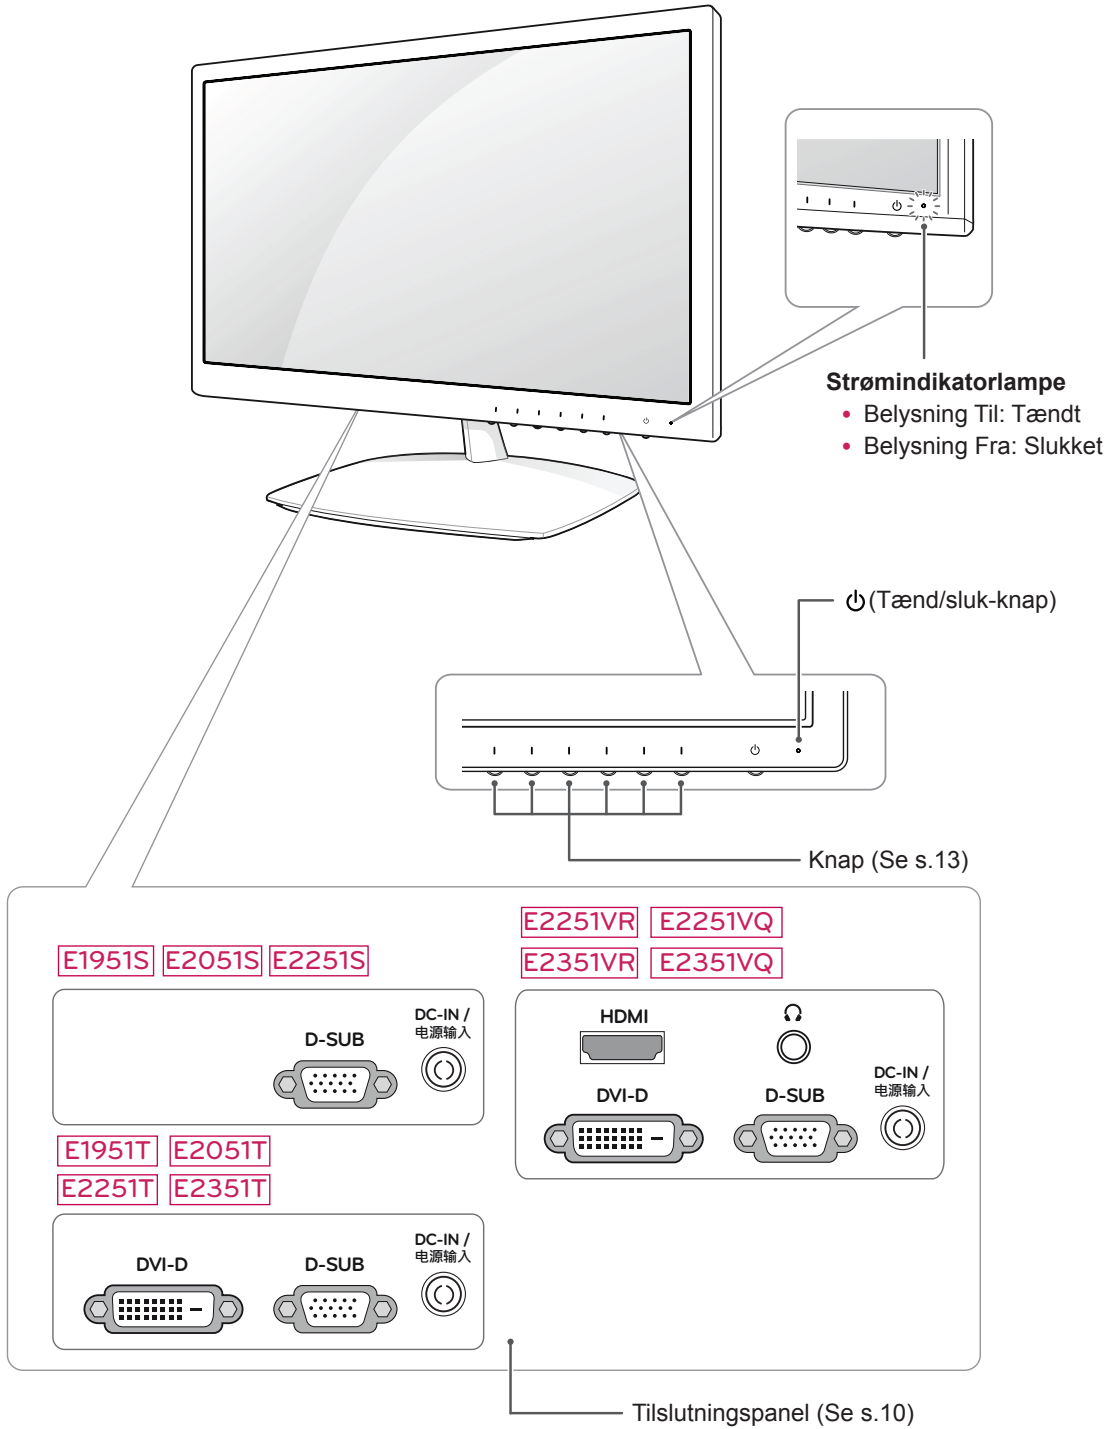 Strømindikatorlampe
• Belysning Til: Tændt
• Belysning Fra: Slukket
(Tænd/sluk-knap)
Knap (Se s.13)
E2251VR E2251VQ
E2351VR E2351VQ
E1951S E2051S E2251S
DC-IN /
电源输入
D-SUB
HDMI
DC-IN /
电源输入
DVI-D
D-SUB
E1951T E2051T
E2251T E2351T
DC-IN /
电源输入
DVI-D
D-SUB
Tilslutningspanel (Se s.10)